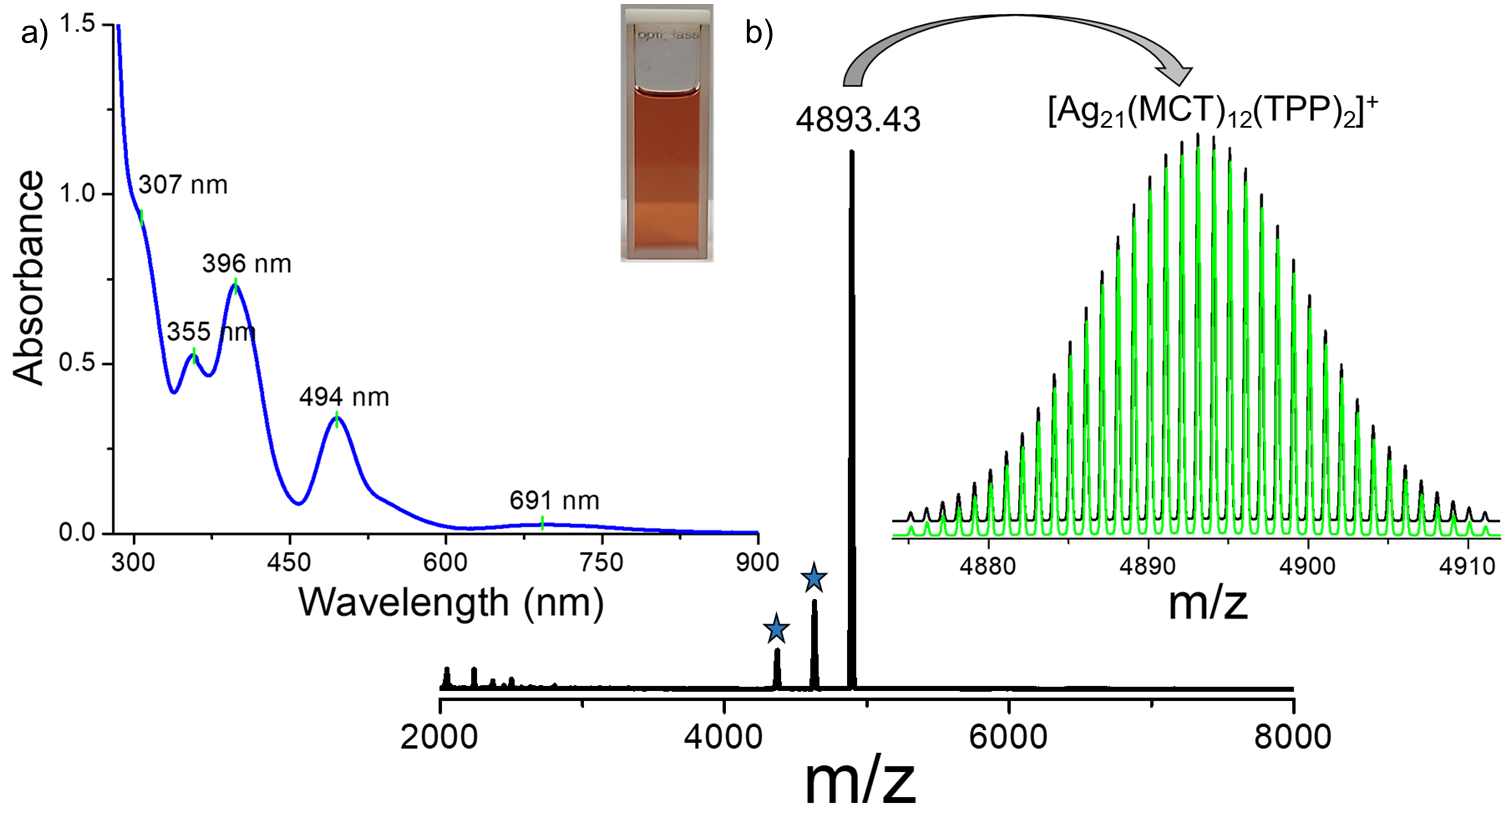 a)
1.5
1.0
0.5
0.0
Absorbance
307 nm
355 nm
396 nm
494 nm
691 nm
300 450 600 750 900
Wavelength (nm)
b)
4893.43
[Ag₂₁(MCT)₁₂(TPP)₂]⁺
4880 4890 4900 4910
m/z
2000 4000 6000 8000
m/z